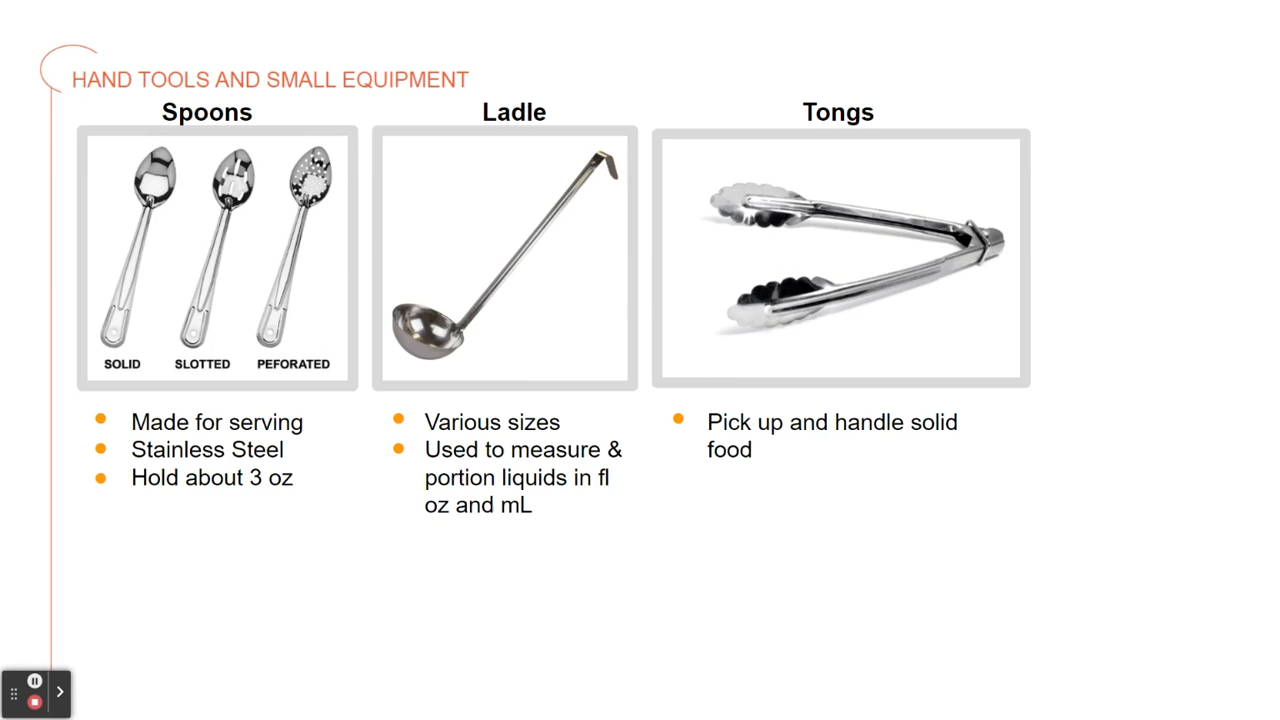 HAND TOOLS AND SMALL EQUIPMENT
Spoons
SOLID SLOTTED PEFORATED
Made for serving
Stainless Steel
Hold about 3 oz
Ladle
Various sizes
Used to measure &
portion liquids in fl
oz and mL
Tongs
Pick up and handle solid
food